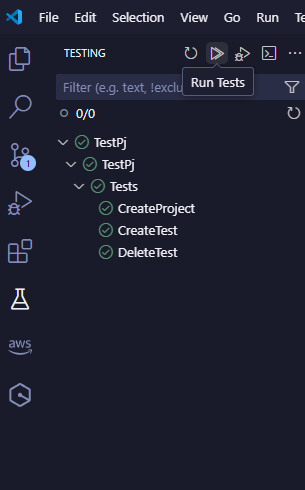 File Edit Selection View Go Run T
TESTING
Run Tests
Filter (e.g. text, !exclu
0/0
TestPj
TestPj
Tests
CreateProject
CreateTest
DeleteTest
1
aws